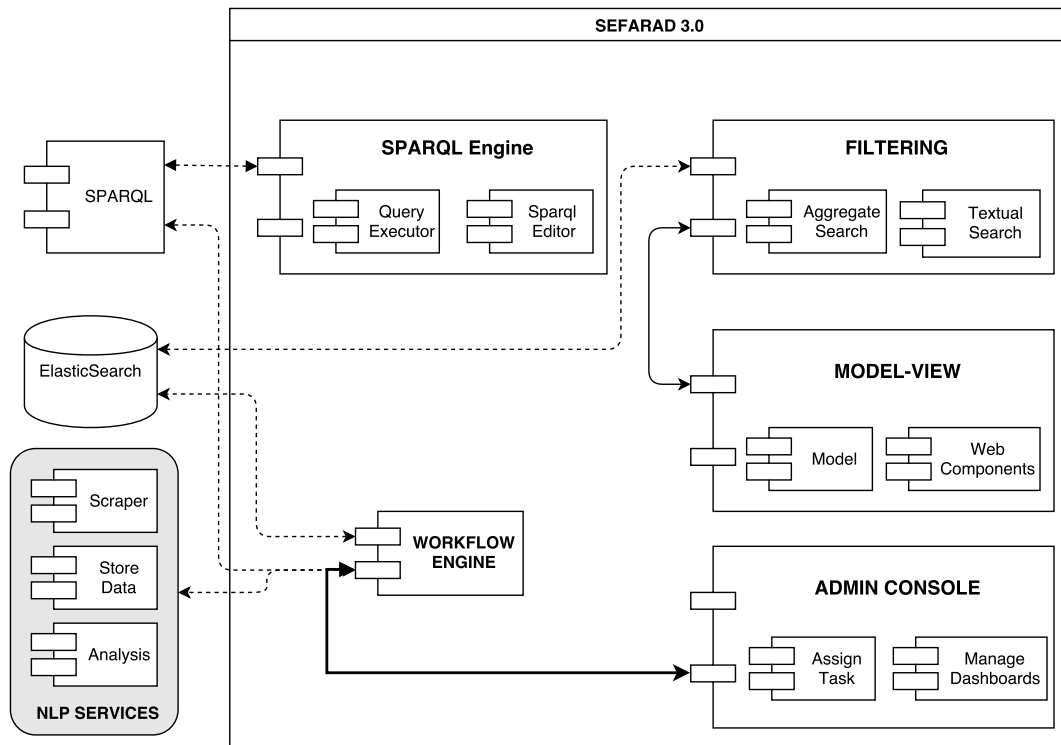 SEFARAD 3.0
SPARQL
SPARQL Engine
Query
Executor
Sparql
Editor
FILTERING
Aggregate
Search
Textual
Search
ElasticSearch
MODEL-VIEW
Model
Web
Components
Scraper
Store
Data
Analysis
NLP SERVICES
WORKFLOW
ENGINE
ADMIN CONSOLE
Assign
Task
Manage
Dashboards